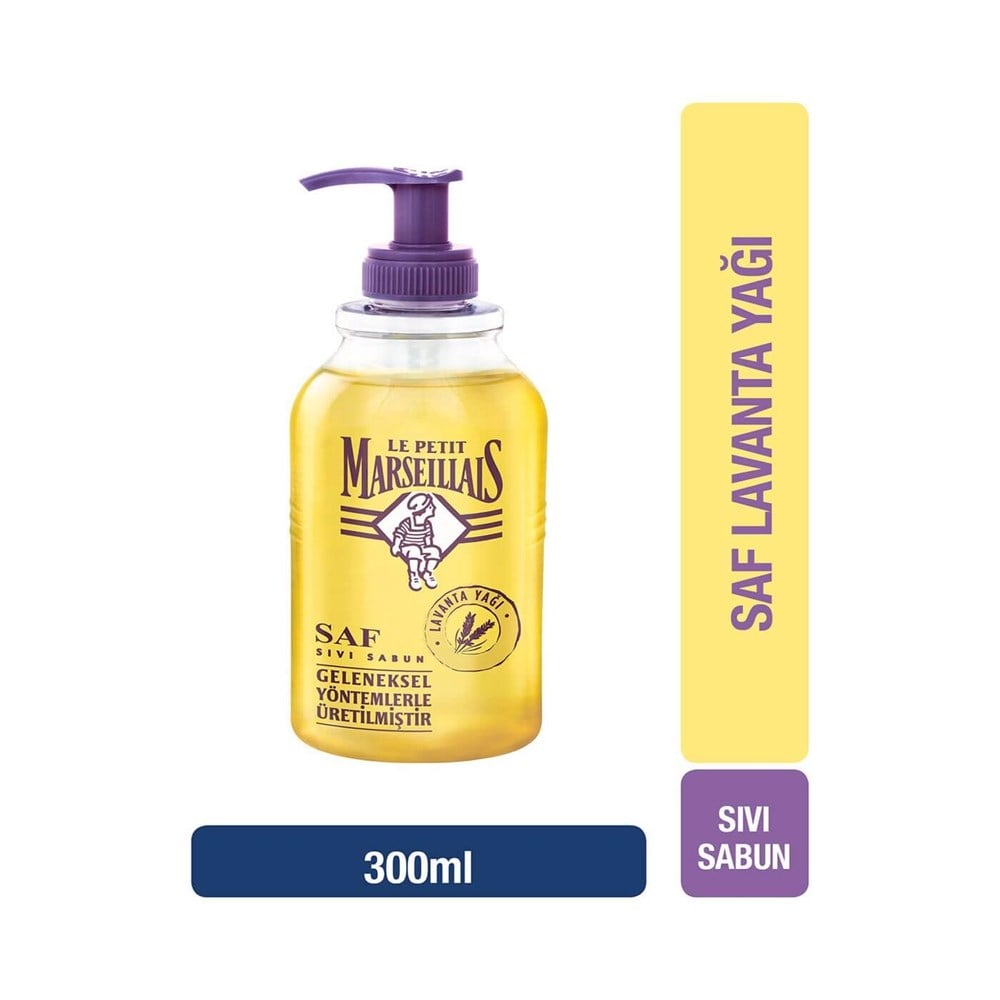 LE PETIT
MARSEILLAIS
LAVANTA YAĞI
SAF
SIVI SABUN
GELENEKSEL
YÖNTEMLERLE
ÜRETİLMİŞTİR
SAF LAVANTA YAĞI
SIVI
SABUN
300ml